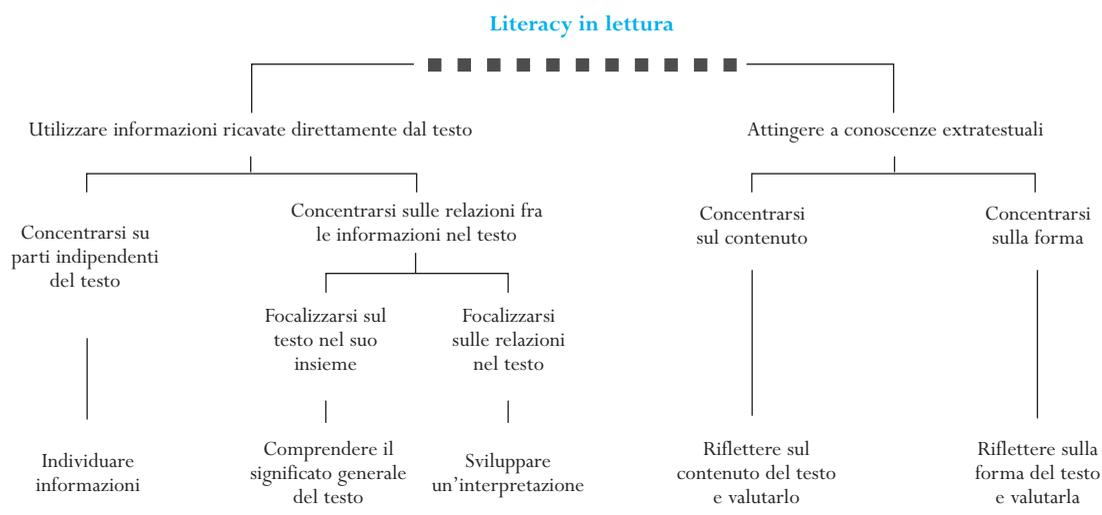 Literacy in lettura
Utilizzare informazioni ricavate direttamente dal testo
Attingere a conoscenze extratestuali
Concentrarsi su
parti indipendenti
del testo
Concentrarsi sulle relazioni fra
le informazioni nel testo
Concentrarsi
sul contenuto
Concentrarsi
sulla forma
Focalizzarsi sul
testo nel suo
insieme
Focalizzarsi
sulle relazioni
nel testo
Individuare
informazioni
Comprendere il
significato generale
del testo
Sviluppare
un’interpretazione
Riflettere sul
contenuto del testo
e valutarlo
Riflettere sulla
forma del testo
e valutarla